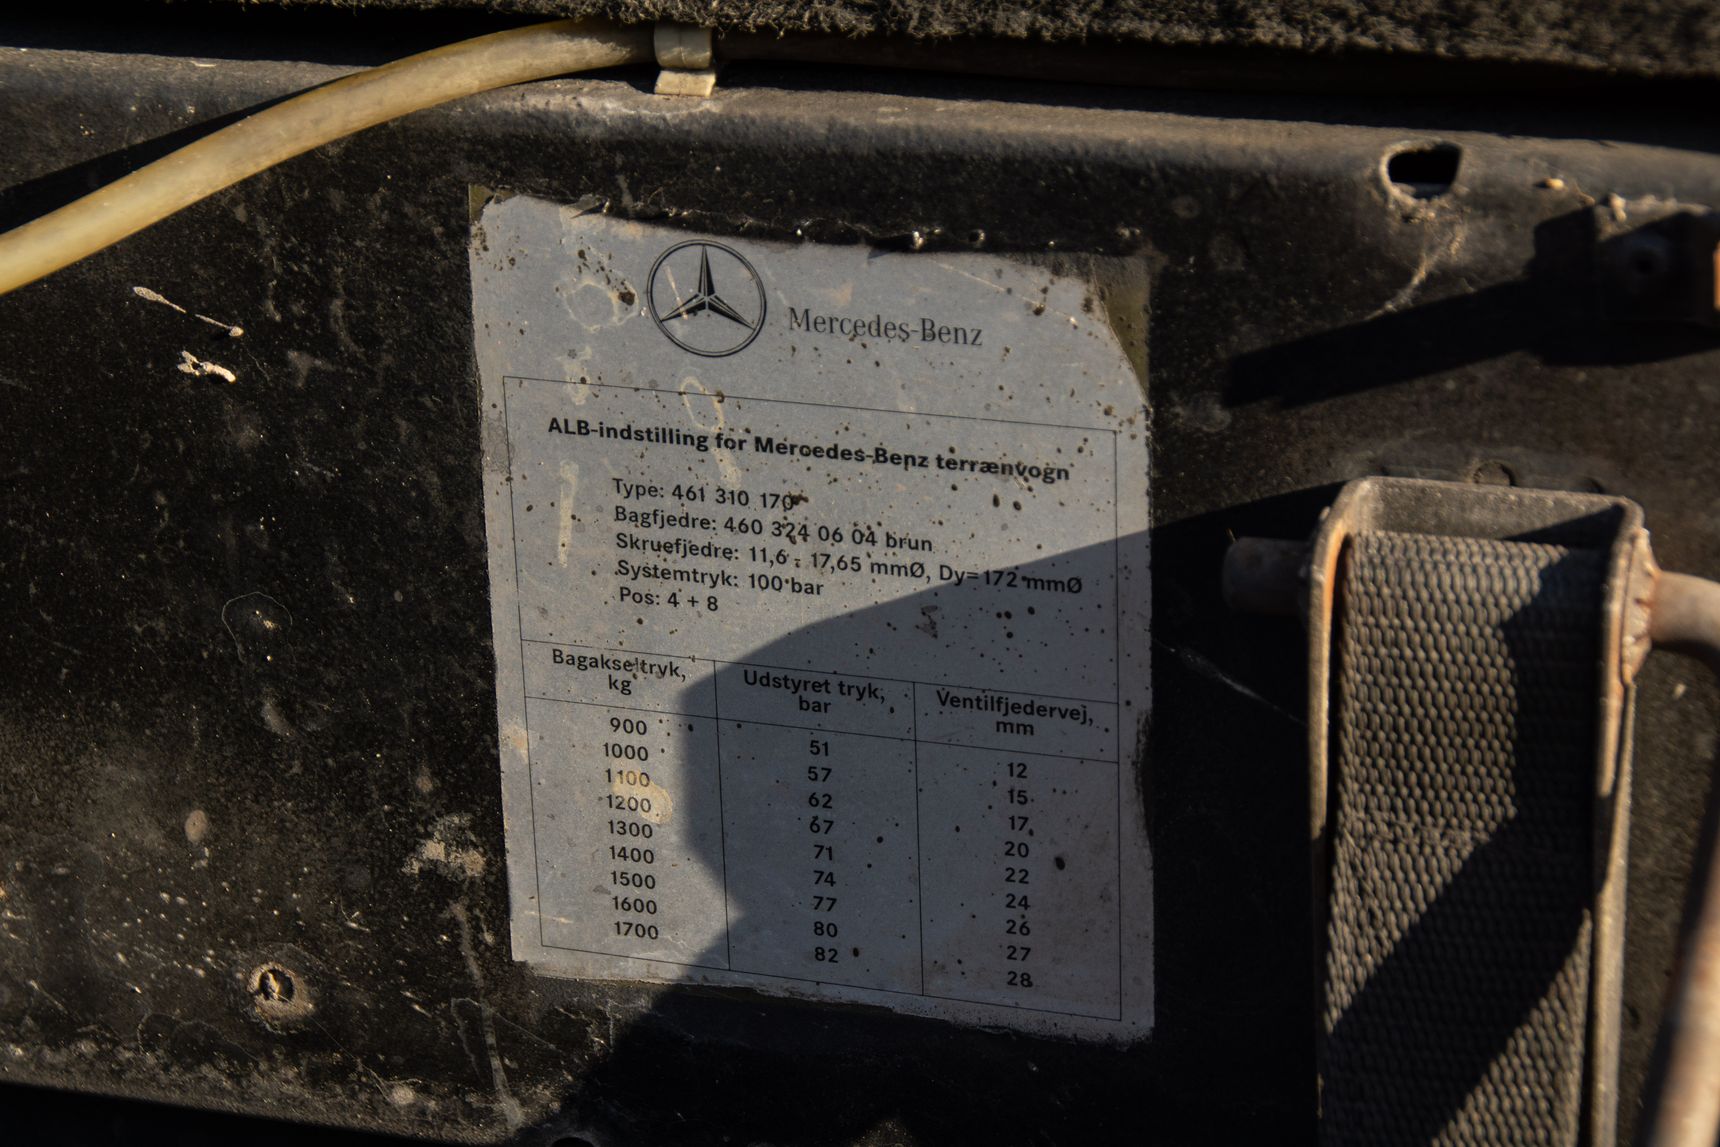 Mercedes-Benz
ALB-indstilling for Mercedes-Benz terrænvogn
Type: 461 310 170
Bagfjedre: 460 324 06 04 brun
Skruefjedre: 11,6 - 17,65 mmØ, Dy=172 mmØ
Systemtryk: 100 bar
Pos: 4 + 8
Bagakseltryk, kg Udstyret tryk, bar Ventilfjedervej, mm
900 51 12
1000 57 15
1100 62 17
1200 67 20
1300 71 22
1400 74 24
1500 77 26
1600 80 27
1700 82 28